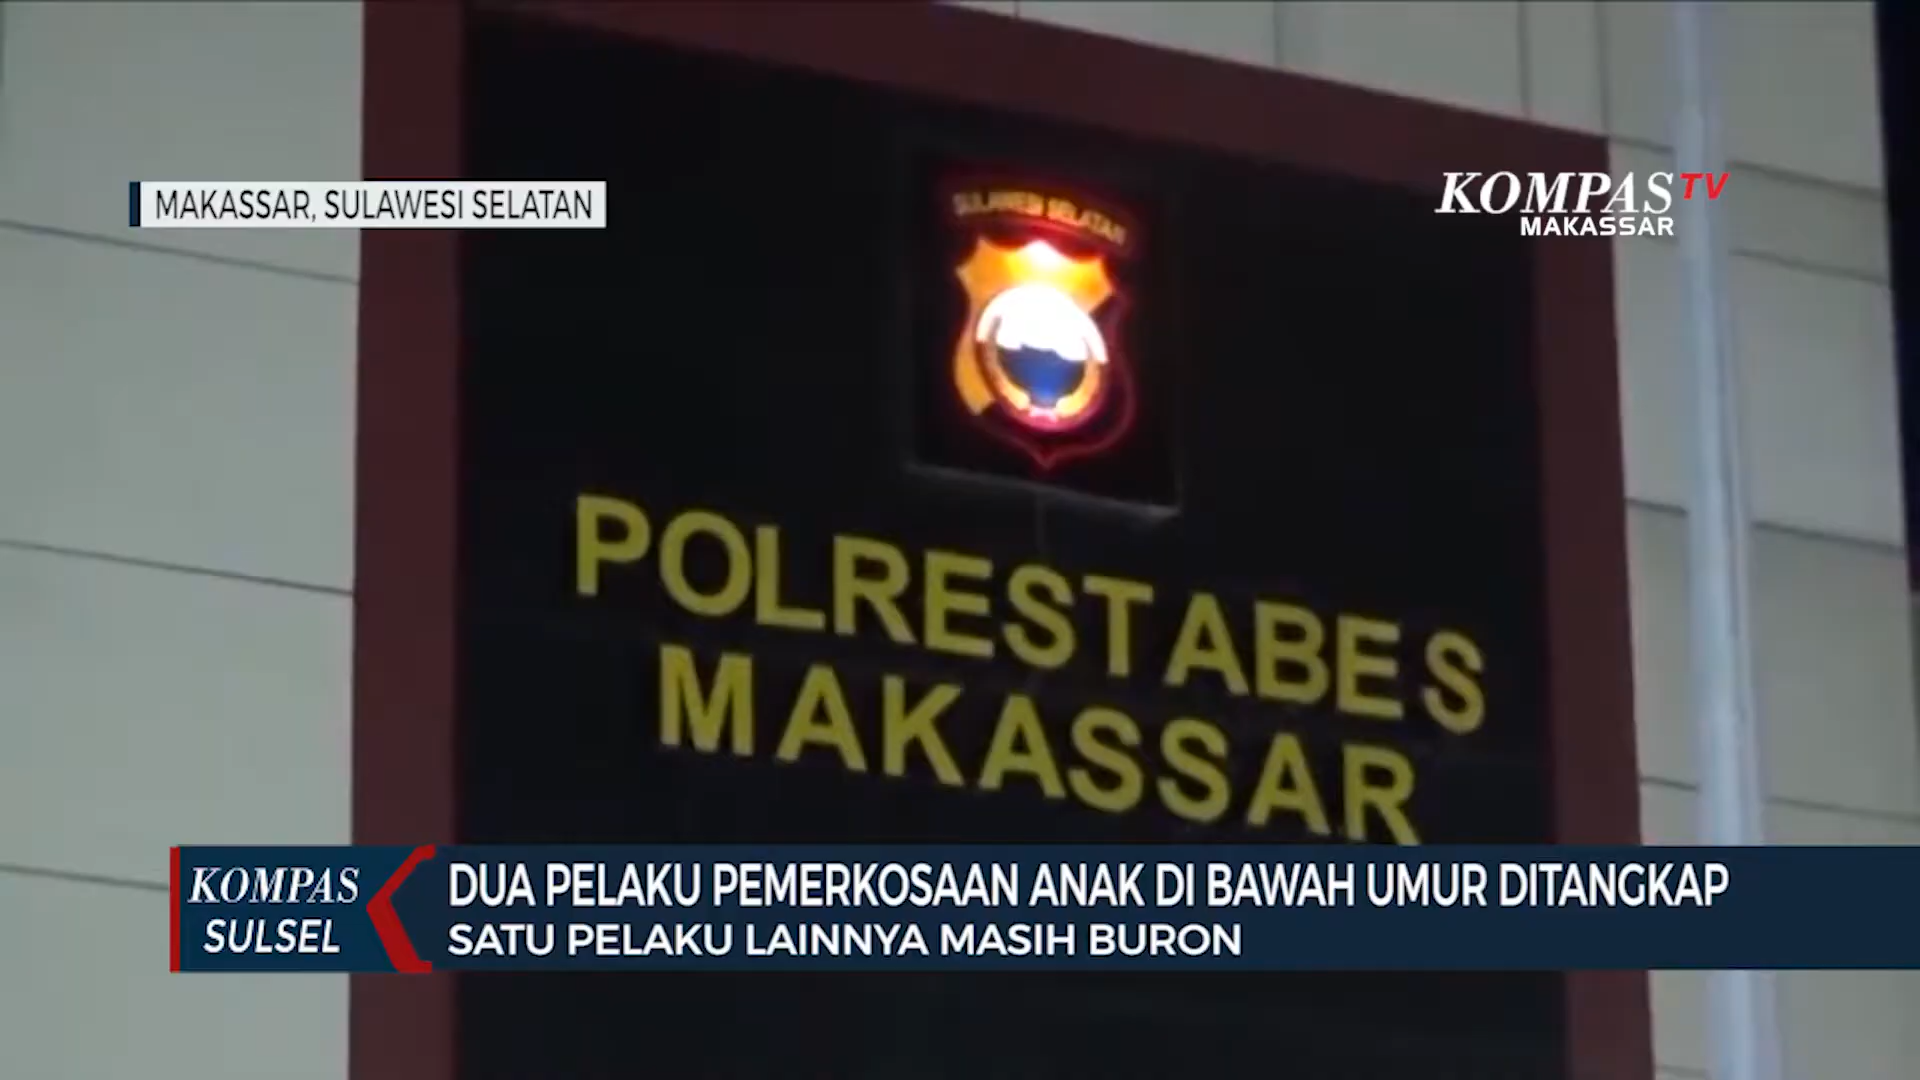 MAKASSAR, SULAWESI SELATAN
KOMPAS TV
MAKASSAR
SULAWESI SELATAN
POLRESTABES
MAKASSAR
KOMPAS
SULSEL
DUA PELAKU PEMERKOSAAN ANAK DI BAWAH UMUR DITANGKAP
SATU PELAKU LAINNYA MASIH BURON